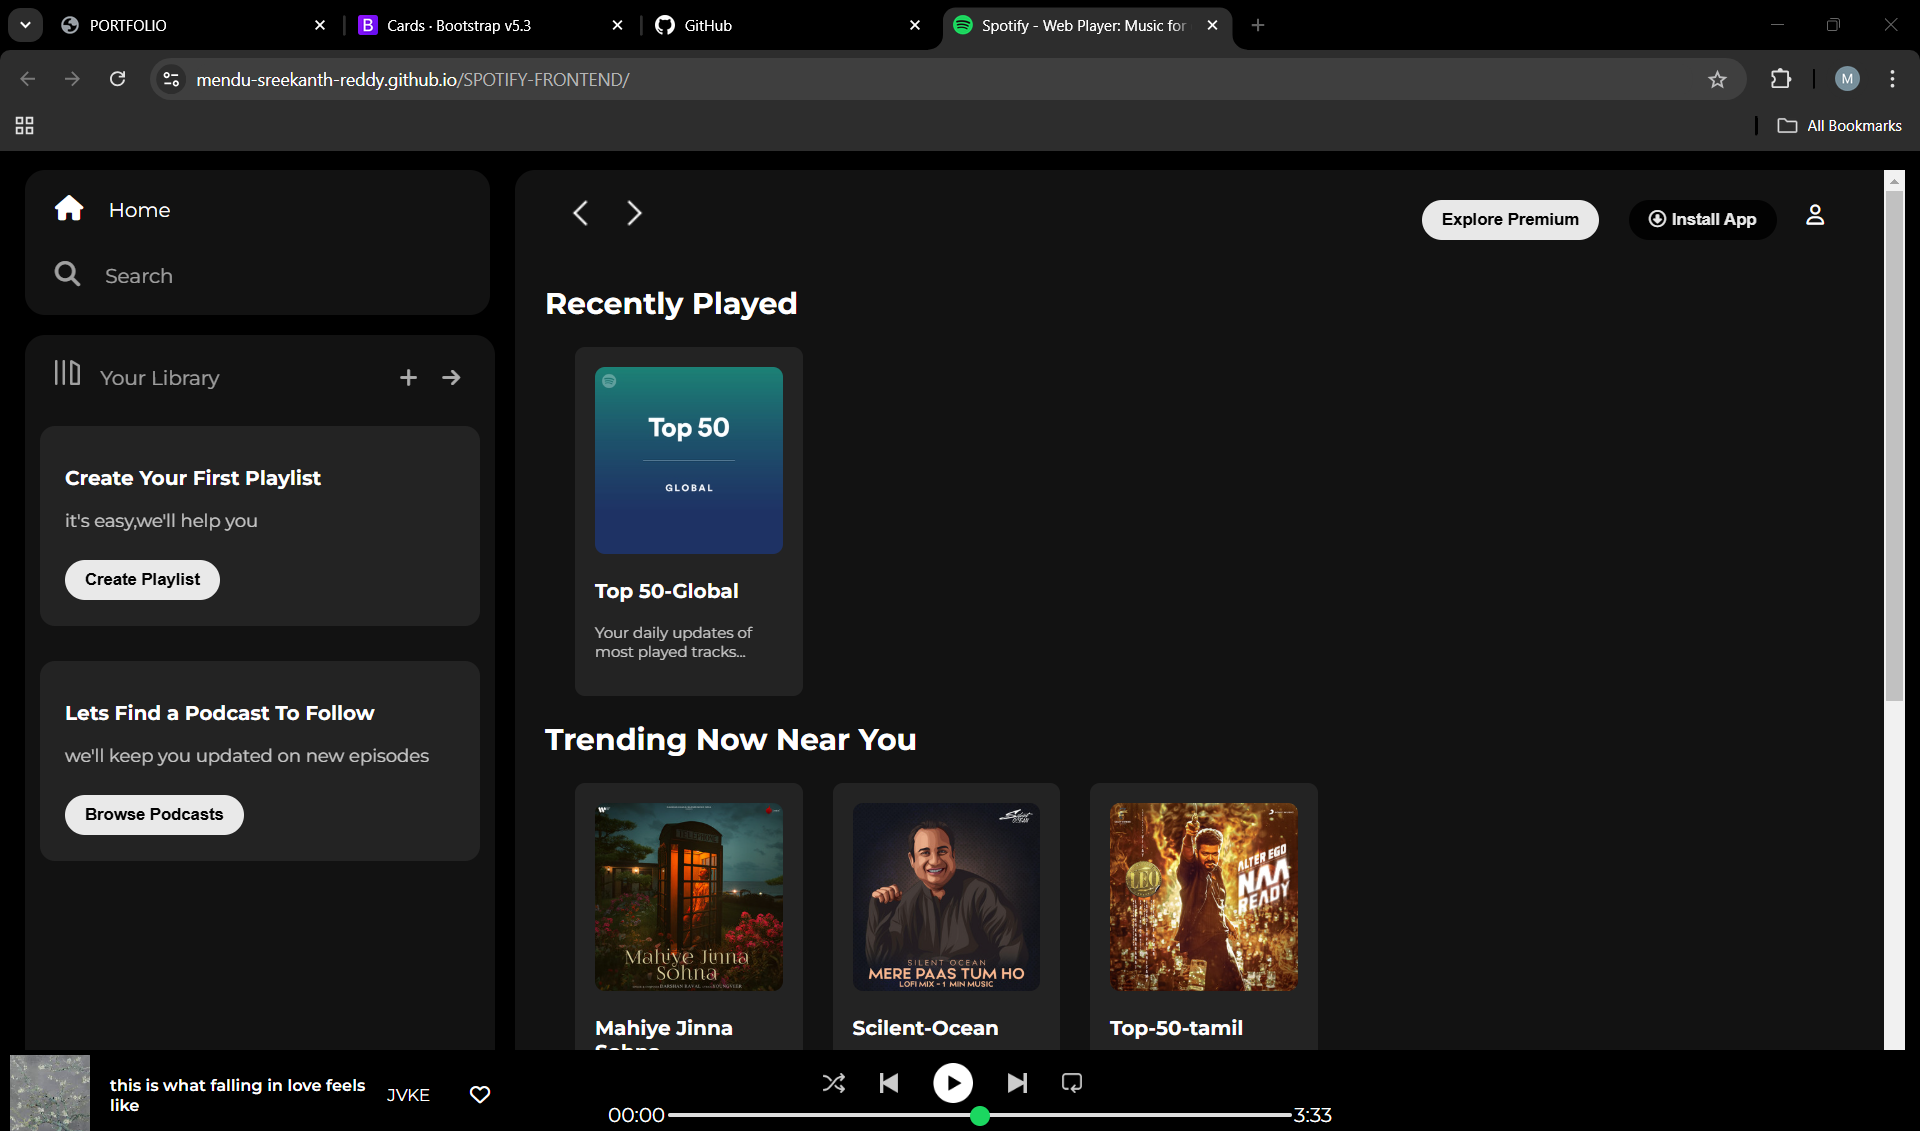 PORTFOLIO
Cards · Bootstrap v5.3
GitHub
Spotify - Web Player: Music for
mendu-sreekanth-reddy.github.io/SPOTIFY-FRONTEND/
M
All Bookmarks
Home
Search
Your Library
Create Your First Playlist
it's easy,we'll help you
Create Playlist
Lets Find a Podcast To Follow
we'll keep you updated on new episodes
Browse Podcasts
Explore Premium
Install App
Recently Played
Top 50
GLOBAL
Top 50-Global
Your daily updates of
most played tracks...
Trending Now Near You
TELEPHONE
Mahiye Jinna
Sohna
DARSHAN RAVAL
Mahiye Jinna
Sohna
Silent
OCEAN
SILENT OCEAN
MERE PAAS TUM HO
LOFI MIX - 1 MIN MUSIC
Scilent-Ocean
LEO
ALTER EGO
NAA
READY
Top-50-tamil
this is what falling in love feels
like
JVKE
00:00
3:33